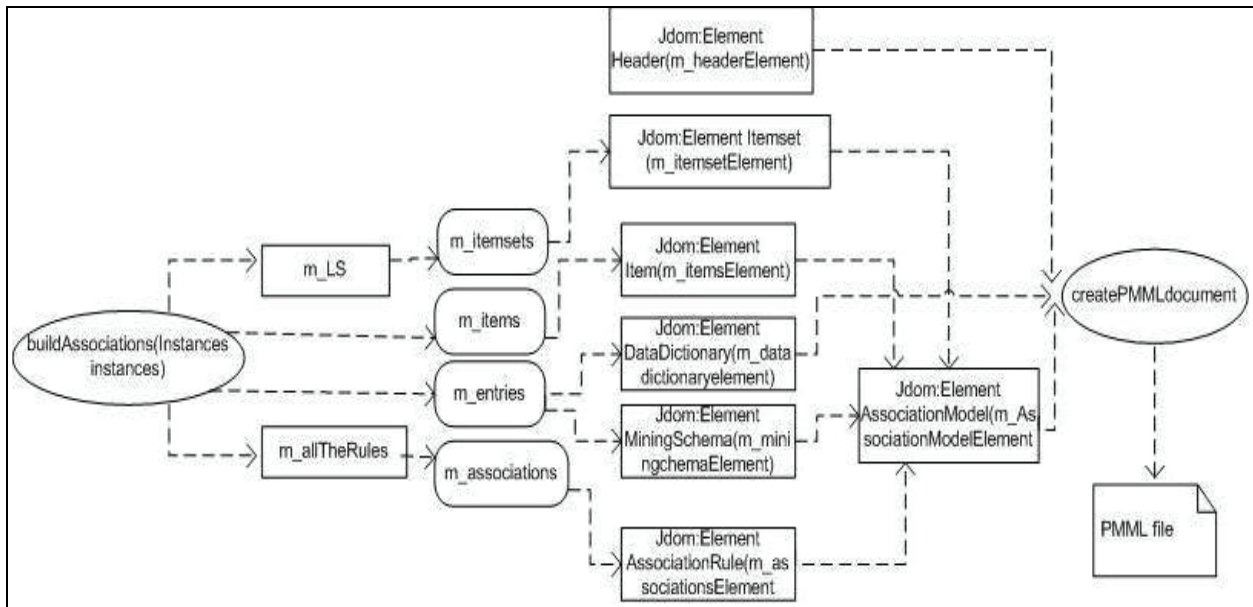 Jdom:Element
Header(m_headerElement)
Jdom:Element Itemset
(m_itemsetElement)
m_itemsets
m_LS
Jdom:Element
Item(m_itemsElement)
createPMMLdocument
m_items
buildAssociations(Instances
instances)
Jdom:Element
DataDictionary(m_data
dictionaryelement)
m_entries
Jdom:Element
AssociationModel(m_As
sociationModelElement
Jdom:Element
MiningSchema(m_mini
ngchemaElement)
m_allTheRules
m_associations
PMML file
Jdom:Element
AssociationRule(m_as
sociationsElement